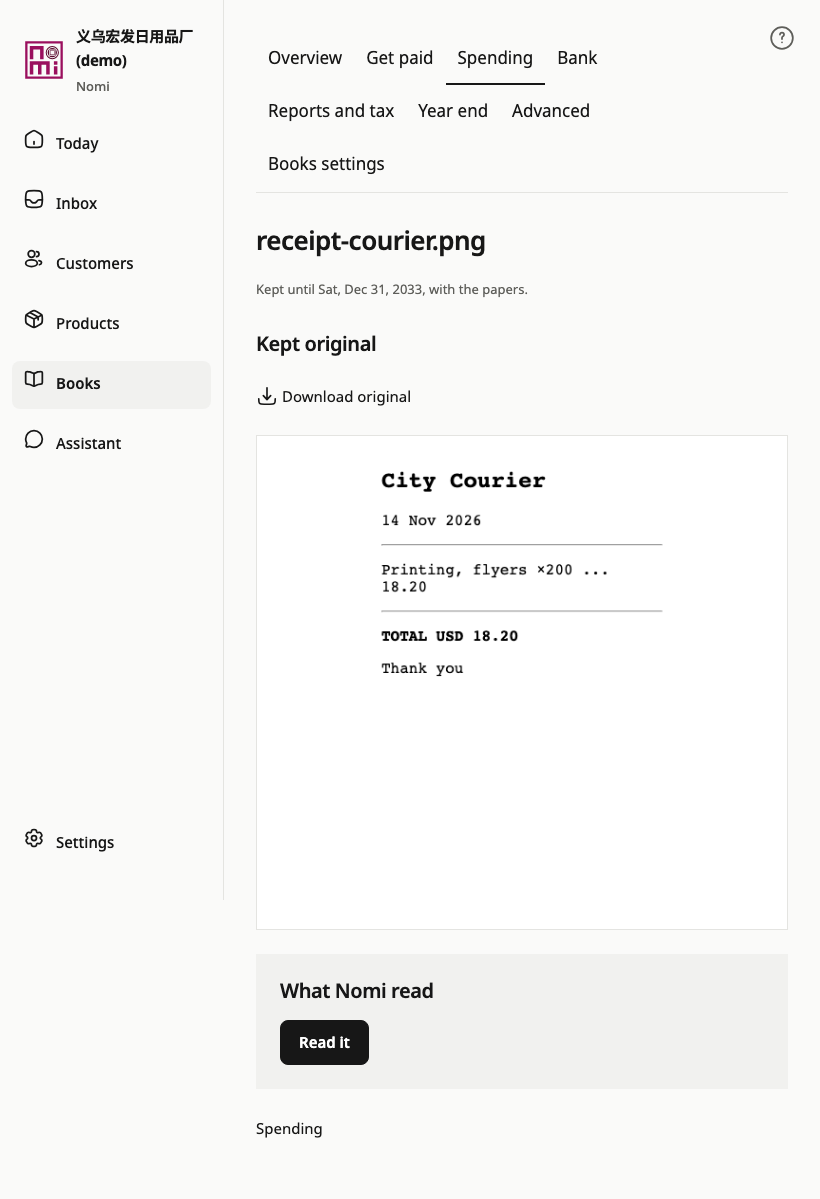 义乌宏发日用品厂
(demo)
Nomi
Today
Inbox
Customers
Products
Books
Assistant
Settings
Overview Get paid Spending Bank
Reports and tax Year end Advanced
Books settings
receipt-courier.png
Kept until Sat, Dec 31, 2033, with the papers.
Kept original
Download original
City Courier
14 Nov 2026
Printing, flyers ×200 ...
18.20
TOTAL USD 18.20
Thank you
What Nomi read
Read it
Spending